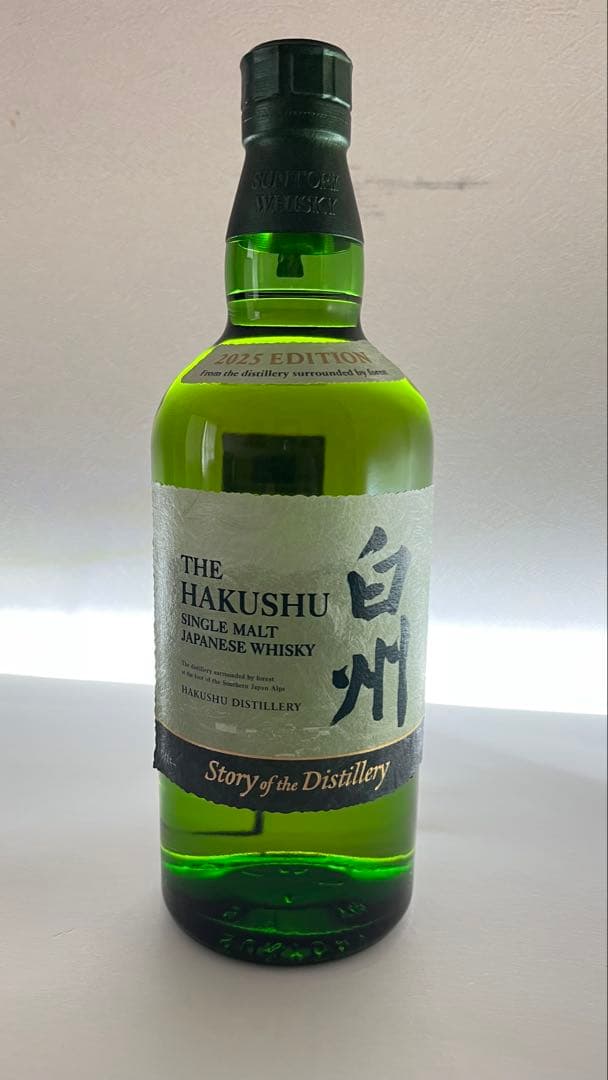 SUNTORY
WHISKY
2025 EDITION
From the distillery surrounded by forest
THE
HAKUSHU
SINGLE MALT
JAPANESE WHISKY
The distillery surrounded by forest
at the foot of the Southern Japan Alps
HAKUSHU DISTILLERY
白州
Story of the Distillery